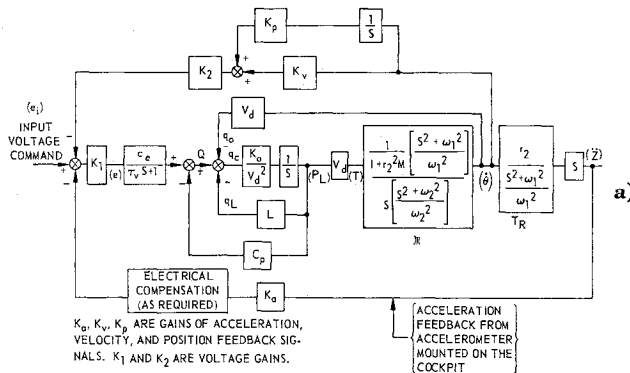 K_p
1
S
K_2
K_v
+
+
+
(e_i)
INPUT
VOLTAGE
COMMAND
−
+
−
K_1
(e)
c_e
τ_v S+1
+
Q
+
−
−
−
V_d
q_o
q_c
K_o
V_d^2
1
S
(P_L)
V_d
(T)
1
1+r_2^2 M
[S^2+ω_1^2 / ω_1^2]
S [S^2+ω_2^2 / ω_2^2]
(θ̇)
r_2
S^2+ω_1^2
ω_1^2
T_R
S
(Z̈)
a)
q_L
L
C_p
ELECTRICAL
COMPENSATION
(AS REQUIRED)
K_a
ACCELERATION
FEEDBACK FROM
ACCELEROMETER
MOUNTED ON THE
COCKPIT
K_a, K_v, K_p ARE GAINS OF ACCELERATION,
VELOCITY, AND POSITION FEEDBACK SIG-
NALS. K_1 AND K_2 ARE VOLTAGE GAINS.